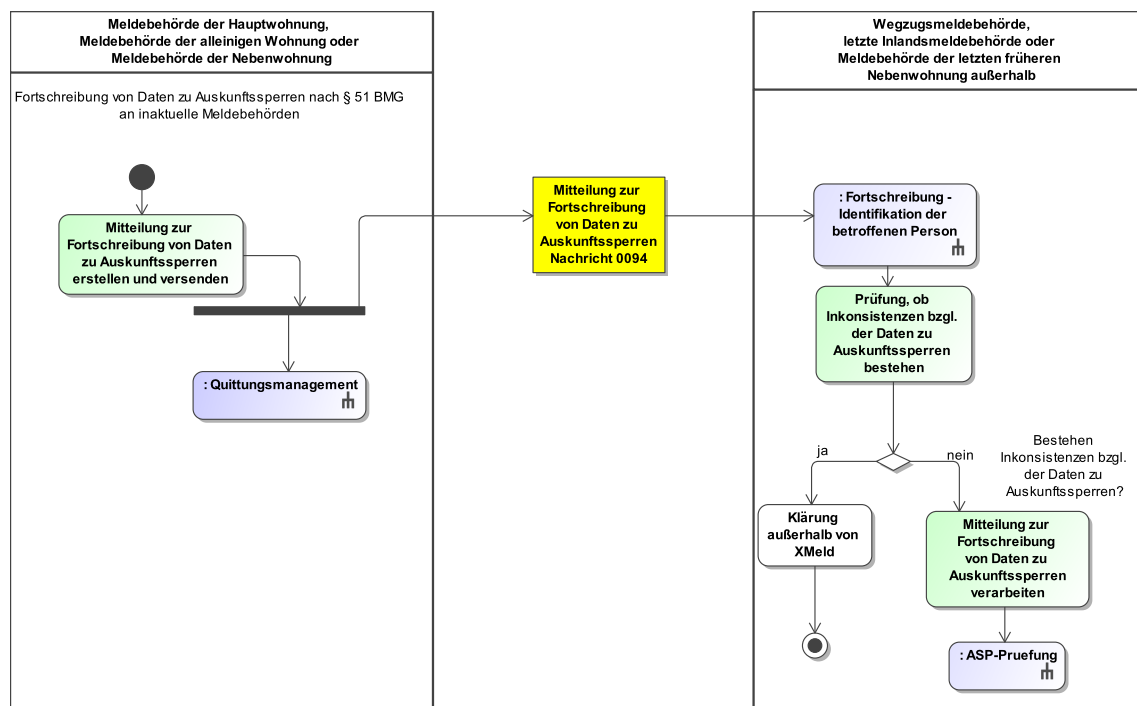 Meldebehörde der Hauptwohnung,
Meldebehörde der alleinigen Wohnung oder
Meldebehörde der Nebenwohnung
Fortschreibung von Daten zu Auskunftssperren nach § 51 BMG
an inaktuelle Meldebehörden
Mitteilung zur
Fortschreibung von Daten
zu Auskunftssperren
erstellen und versenden
: Quittungsmanagement
Mitteilung zur
Fortschreibung
von Daten zu
Auskunftssperren
Nachricht 0094
Wegzugsmeldebehörde,
letzte Inlandsmeldebehörde oder
Meldebehörde der letzten früheren
Nebenwohnung außerhalb
: Fortschreibung -
Identifikation der
betroffenen Person
Prüfung, ob
Inkonsistenzen bzgl.
der Daten zu
Auskunftssperren
bestehen
ja
nein
Bestehen
Inkonsistenzen bzgl.
der Daten zu
Auskunftssperren?
Klärung
außerhalb von
XMeld
Mitteilung zur
Fortschreibung
von Daten zu
Auskunftssperren
verarbeiten
: ASP-Pruefung